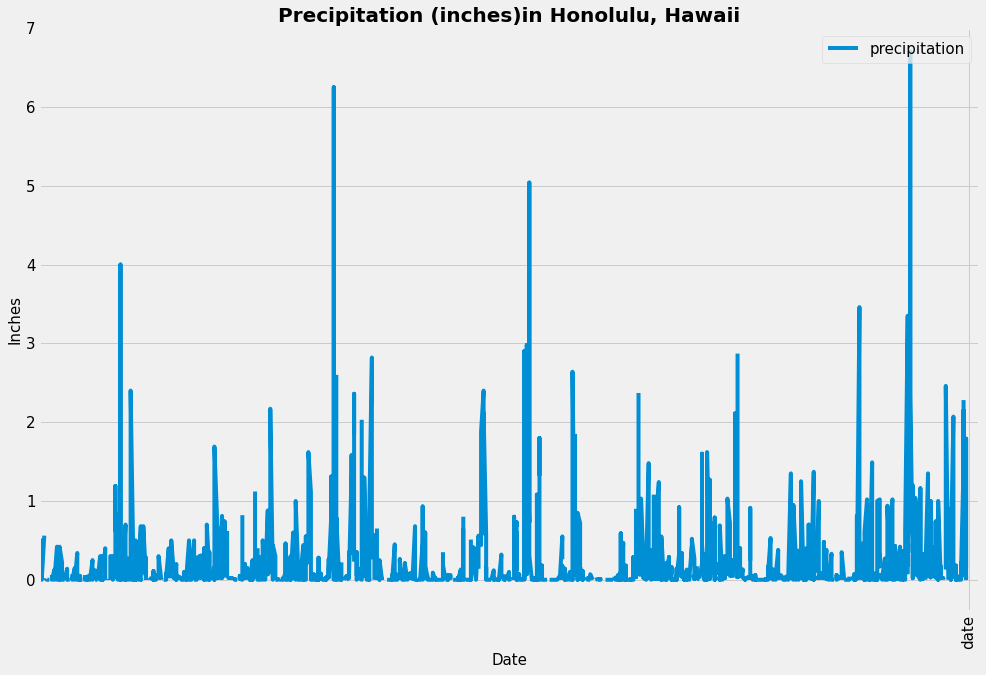 Precipitation (inches)in Honolulu, Hawaii
precipitation
7
6
5
4
3
2
1
0
Inches
date
Date